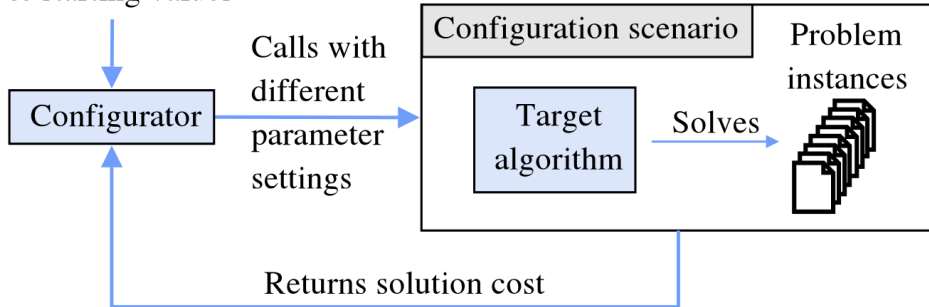 Configuration scenario
Problem
instances
Calls with
different
parameter
settings
Configurator
Target
algorithm
Solves
Returns solution cost